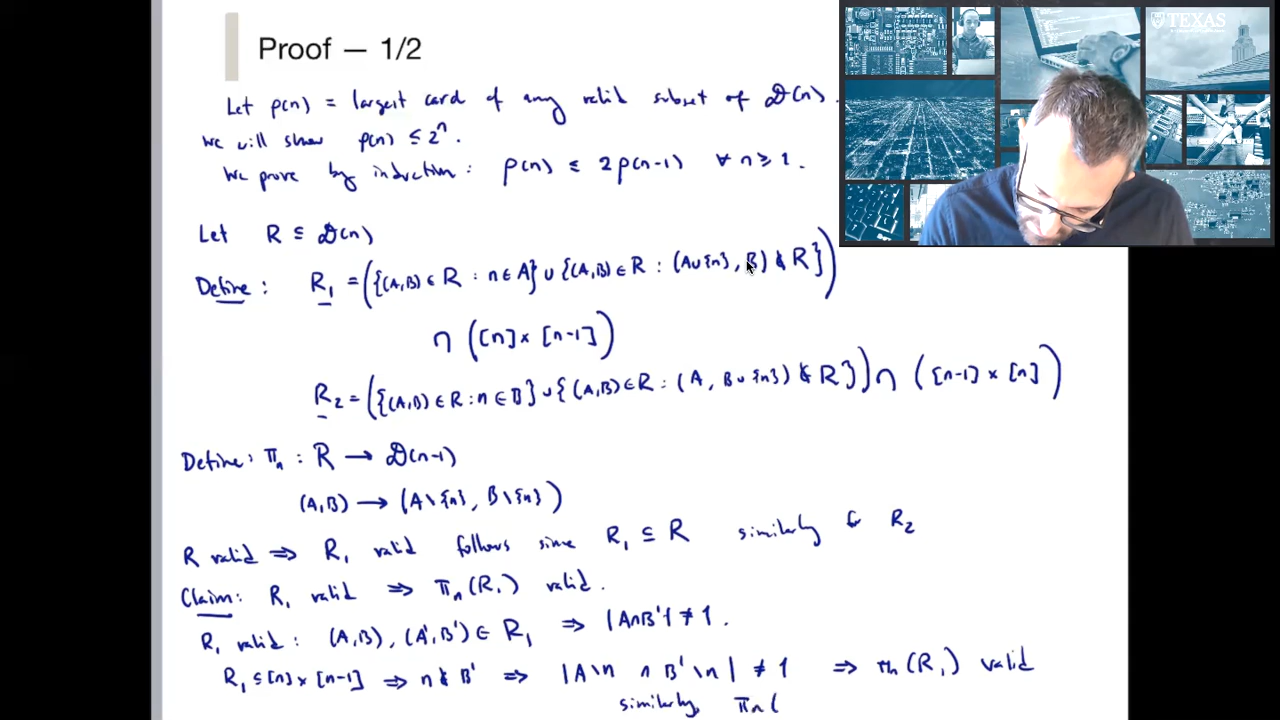 Proof — 1/2
TEXAS
Let p(n) = largest card of any valid subset of 𝒟(n).
we will show p(n) ≤ 2ⁿ.
We prove by induction: p(n) ≤ 2p(n-1) ∀ n ≥ 1.
Let R ⊆ 𝒟(n)
Define: R₁ = ({(A,B) ∈ R : n ∈ A} ∪ {(A,B) ∈ R : (A∪{n}, B) ∉ R})
∩ ([n] × [n-1])
R₂ = ({(A,B) ∈ R : n ∈ B} ∪ {(A,B) ∈ R : (A, B∪{n}) ∉ R}) ∩ ([n-1] × [n])
Define: πₙ : R → 𝒟(n-1)
(A,B) → (A\{n}, B\{n})
R valid ⇒ R₁ valid follows since R₁ ⊆ R similarly for R₂
Claim: R₁ valid ⇒ πₙ(R₁) valid.
R₁ valid: (A,B), (A',B') ∈ R₁ ⇒ |A∩B'| ≠ 1.
R₁ ⊆ [n] × [n-1] ⇒ n ∉ B' ⇒ |A\n ∩ B'\n| ≠ 1 ⇒ πₙ(R₁) valid
similarly, πₙ(